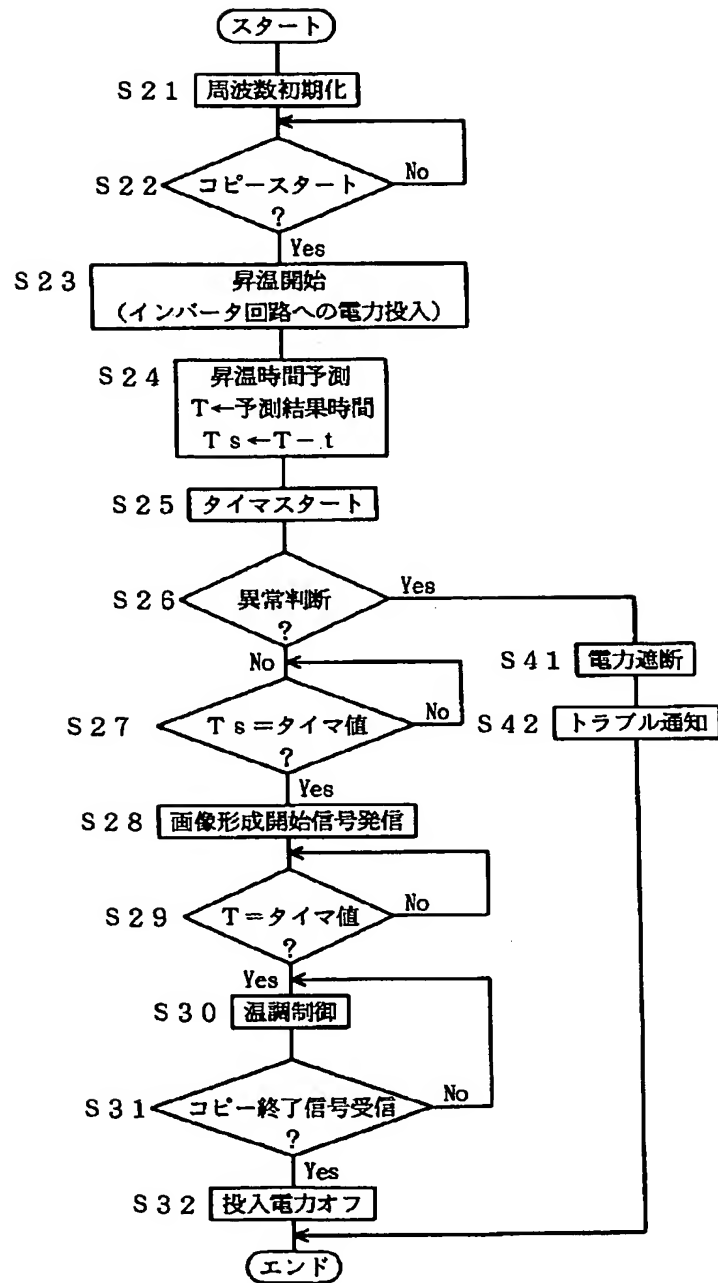 スタート
S21 周波数初期化
S22 コピースタート
?
No
Yes
S23 昇温開始
(インバータ回路への電力投入)
S24 昇温時間予測
T←予測結果時間
Ts←T-t
S25 タイマスタート
S26 異常判断
?
Yes
No
S41 電力遮断
S42 トラブル通知
S27 Ts=タイマ値
?
No
Yes
S28 画像形成開始信号発信
S29 T=タイマ値
?
No
Yes
S30 温調制御
S31 コピー終了信号受信
?
No
Yes
S32 投入電力オフ
エンド